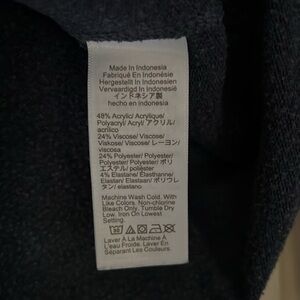 Made In Indonesia
Fabriqué En Indonésie
Hergestellt In Indonesien
Vervaardigd In Indonesië
インドネシア製
hecho en indonesia
48% Acrylic/ Acrylique/
Polyacryl/ Acryl/ アクリル/
acrílico
24% Viscose/ Viscose/
Viskose/ Viscose/ レーヨン/
viscosa
24% Polyester/ Polyester/
Polyester/ Polyester/ ポリ
エステル/ poliéster
4% Elastane/ Élasthanne/
Elastan/ Elastaan/ ポリウレ
タン/ elastano
Machine Wash Cold. With
Like Colors. Non-chlorine
Bleach Only. Tumble Dry
Low. Iron On Lowest
Setting.
Laver À La Machine À
L'eau Froide. Laver En
Séparant Les Couleurs.